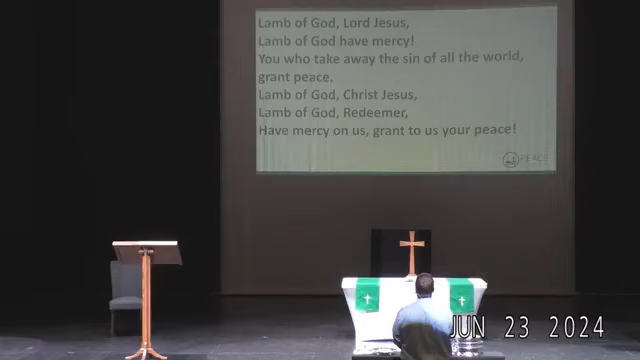 Lamb of God, Lord Jesus,
Lamb of God have mercy!
You who take away the sin of all the world,
grant peace.
Lamb of God, Christ Jesus,
Lamb of God, Redeemer,
Have mercy on us, grant to us your peace!
PEACE
JUN 23 2024